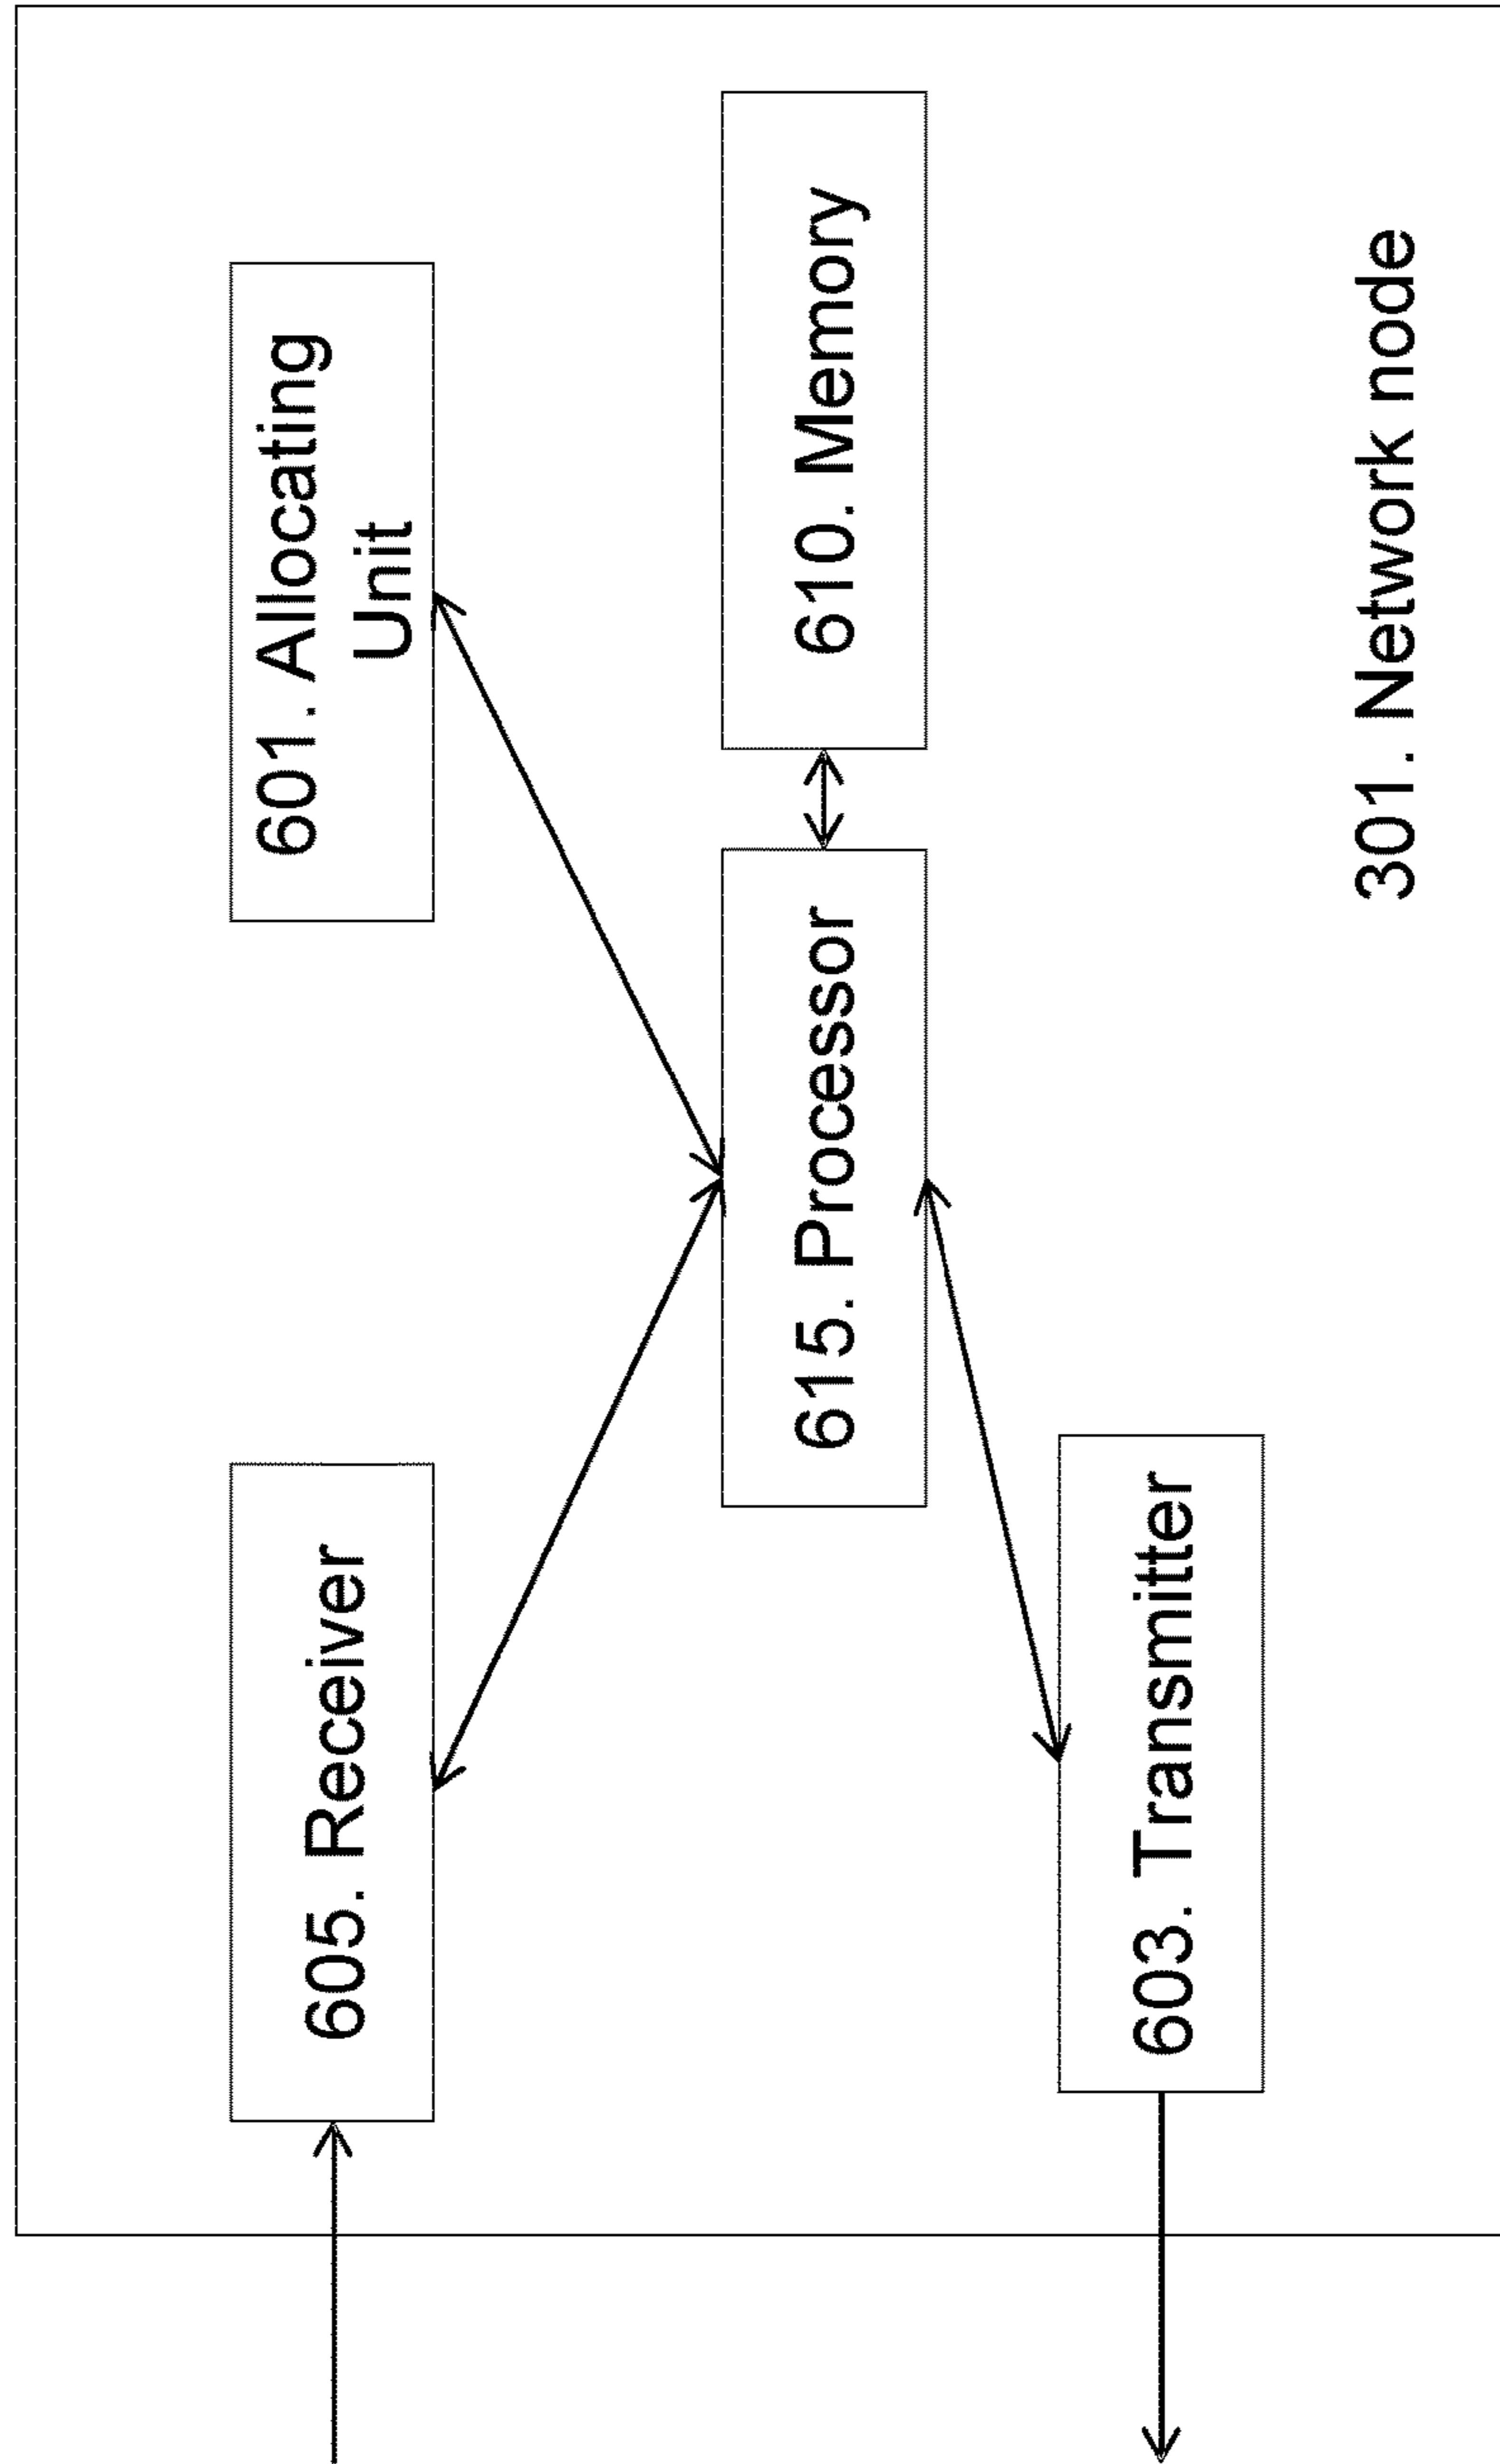 605. Receiver
601. Allocating
Unit
615. Processor
610. Memory
603. Transmitter
301. Network node